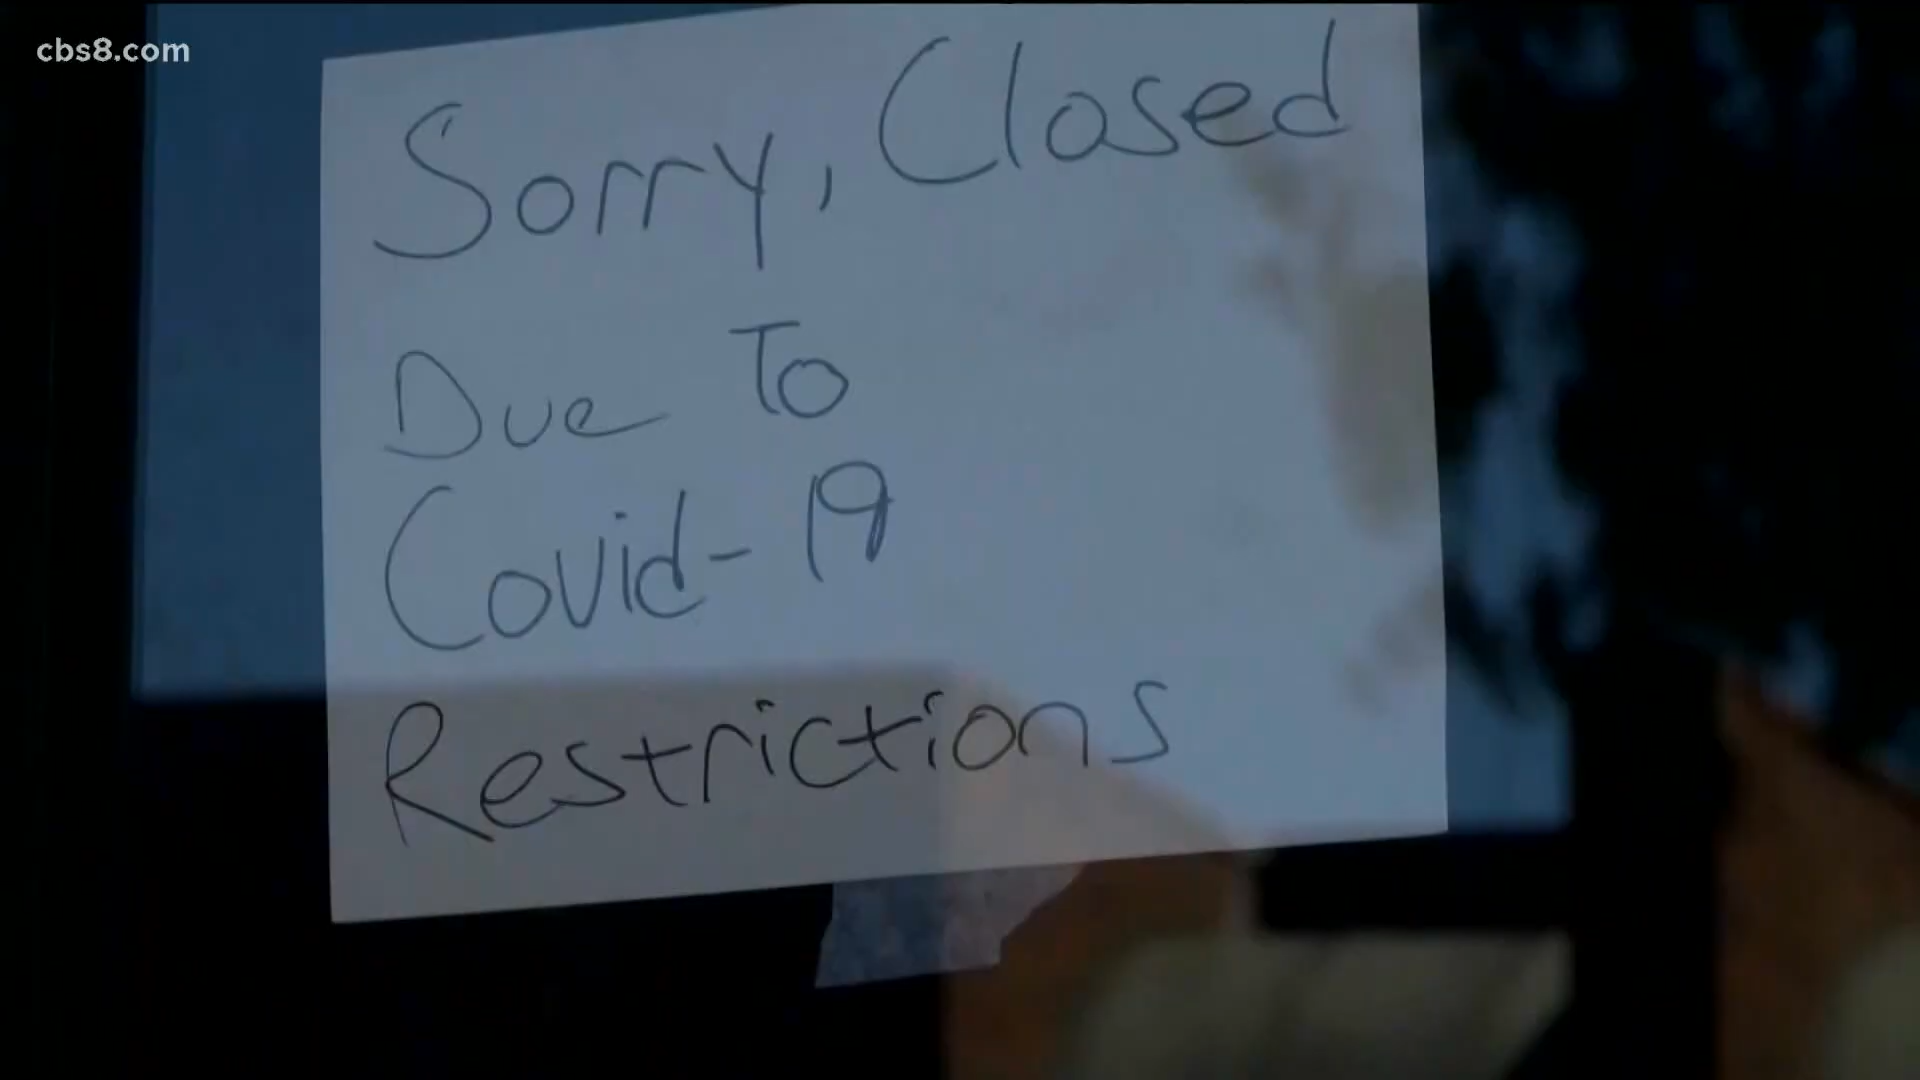 cbs8.com
Sorry, Closed
Due To
Covid-19
Restrictions